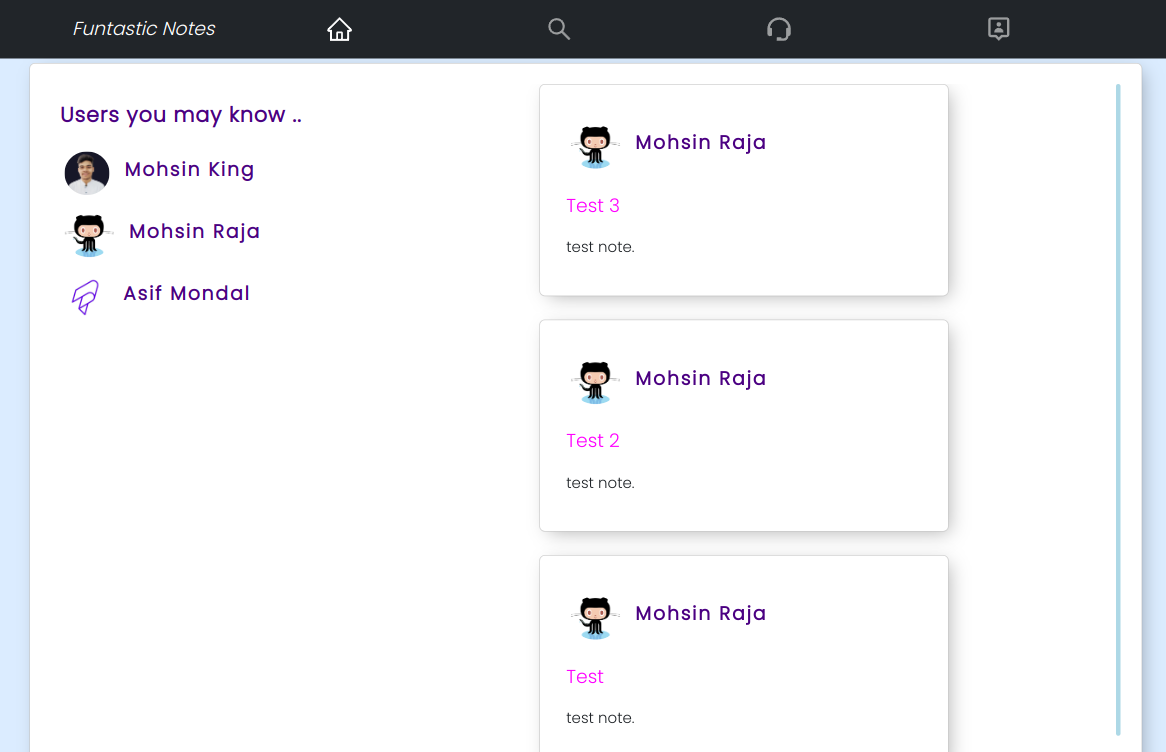 Funtastic Notes
Users you may know ..
Mohsin King
Mohsin Raja
Asif Mondal
Mohsin Raja
Test 3
test note.
Mohsin Raja
Test 2
test note.
Mohsin Raja
Test
test note.